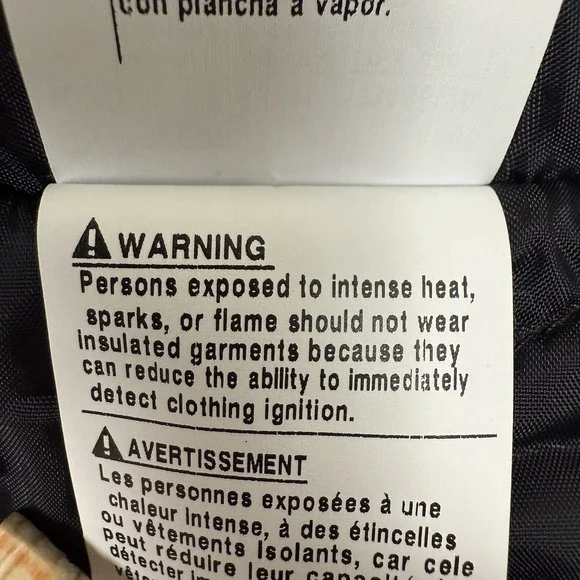 con plancha a vapor.
WARNING
Persons exposed to intense heat,
sparks, or flame should not wear
insulated garments because they
can reduce the ability to immediately
detect clothing ignition.
AVERTISSEMENT
Les personnes exposées à une
chaleur intense, à des étincelles
ou vêtements isolants, car cele
peut réduire leur
détecter